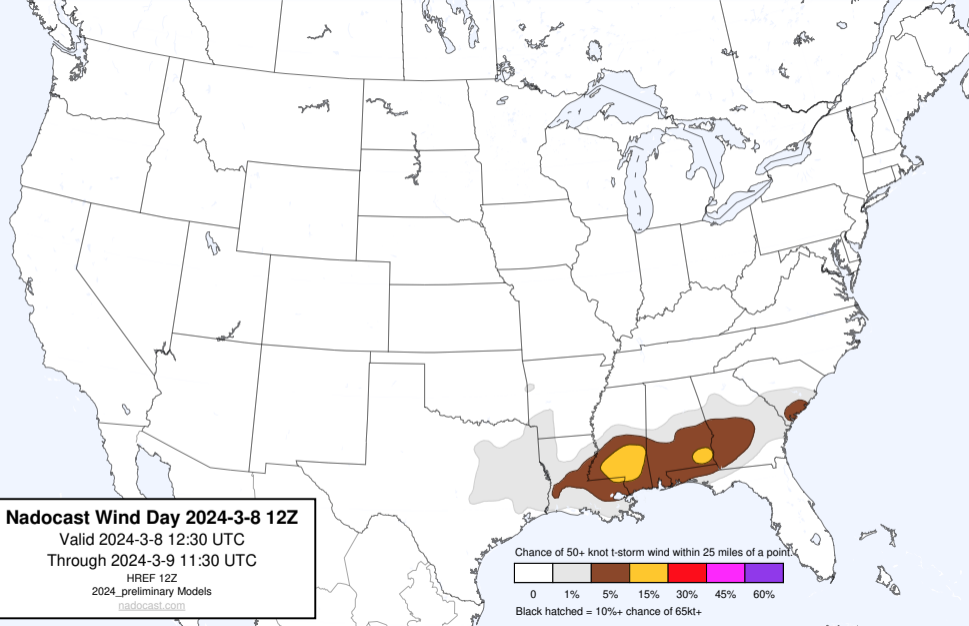 Nadocast Wind Day 2024-3-8 12Z
Valid 2024-3-8 12:30 UTC
Through 2024-3-9 11:30 UTC
HREF 12Z
2024_preliminary Models
nadocast.com
Chance of 50+ knot t-storm wind within 25 miles of a point.
0 1% 5% 15% 30% 45% 60%
Black hatched = 10%+ chance of 65kt+